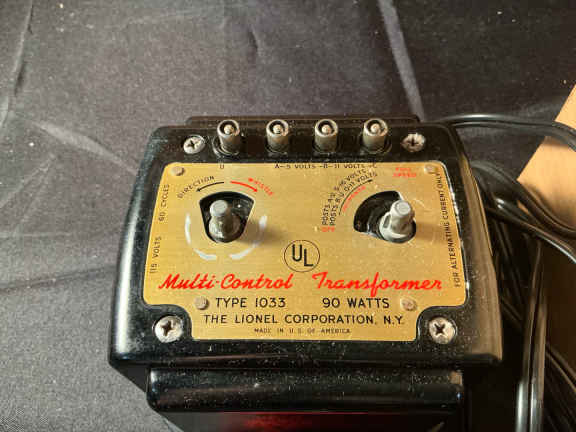 U A-5 VOLTS -B-11 VOLTS -C
DIRECTION WHISTLE
POSTS A-U 5-16 VOLTS
POSTS B-U 0-11 VOLTS
OFF
FULL
SPEED
115 VOLTS 60 CYCLES
FOR ALTERNATING CURRENT ONLY
UL
Multi-Control Transformer
TYPE 1033 90 WATTS
THE LIONEL CORPORATION, N.Y.
MADE IN U.S. OF AMERICA